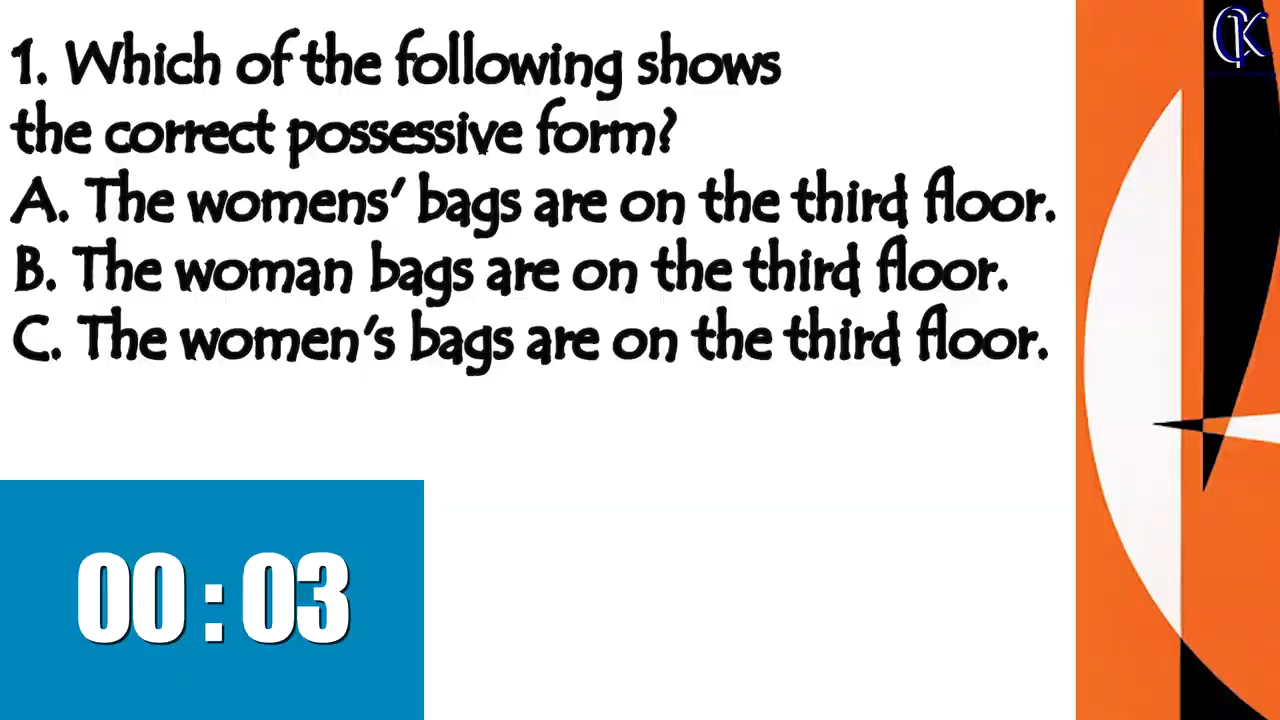 1. Which of the following shows
the correct possessive form?
A. The womens' bags are on the third floor.
B. The woman bags are on the third floor.
C. The women's bags are on the third floor.
00 : 03